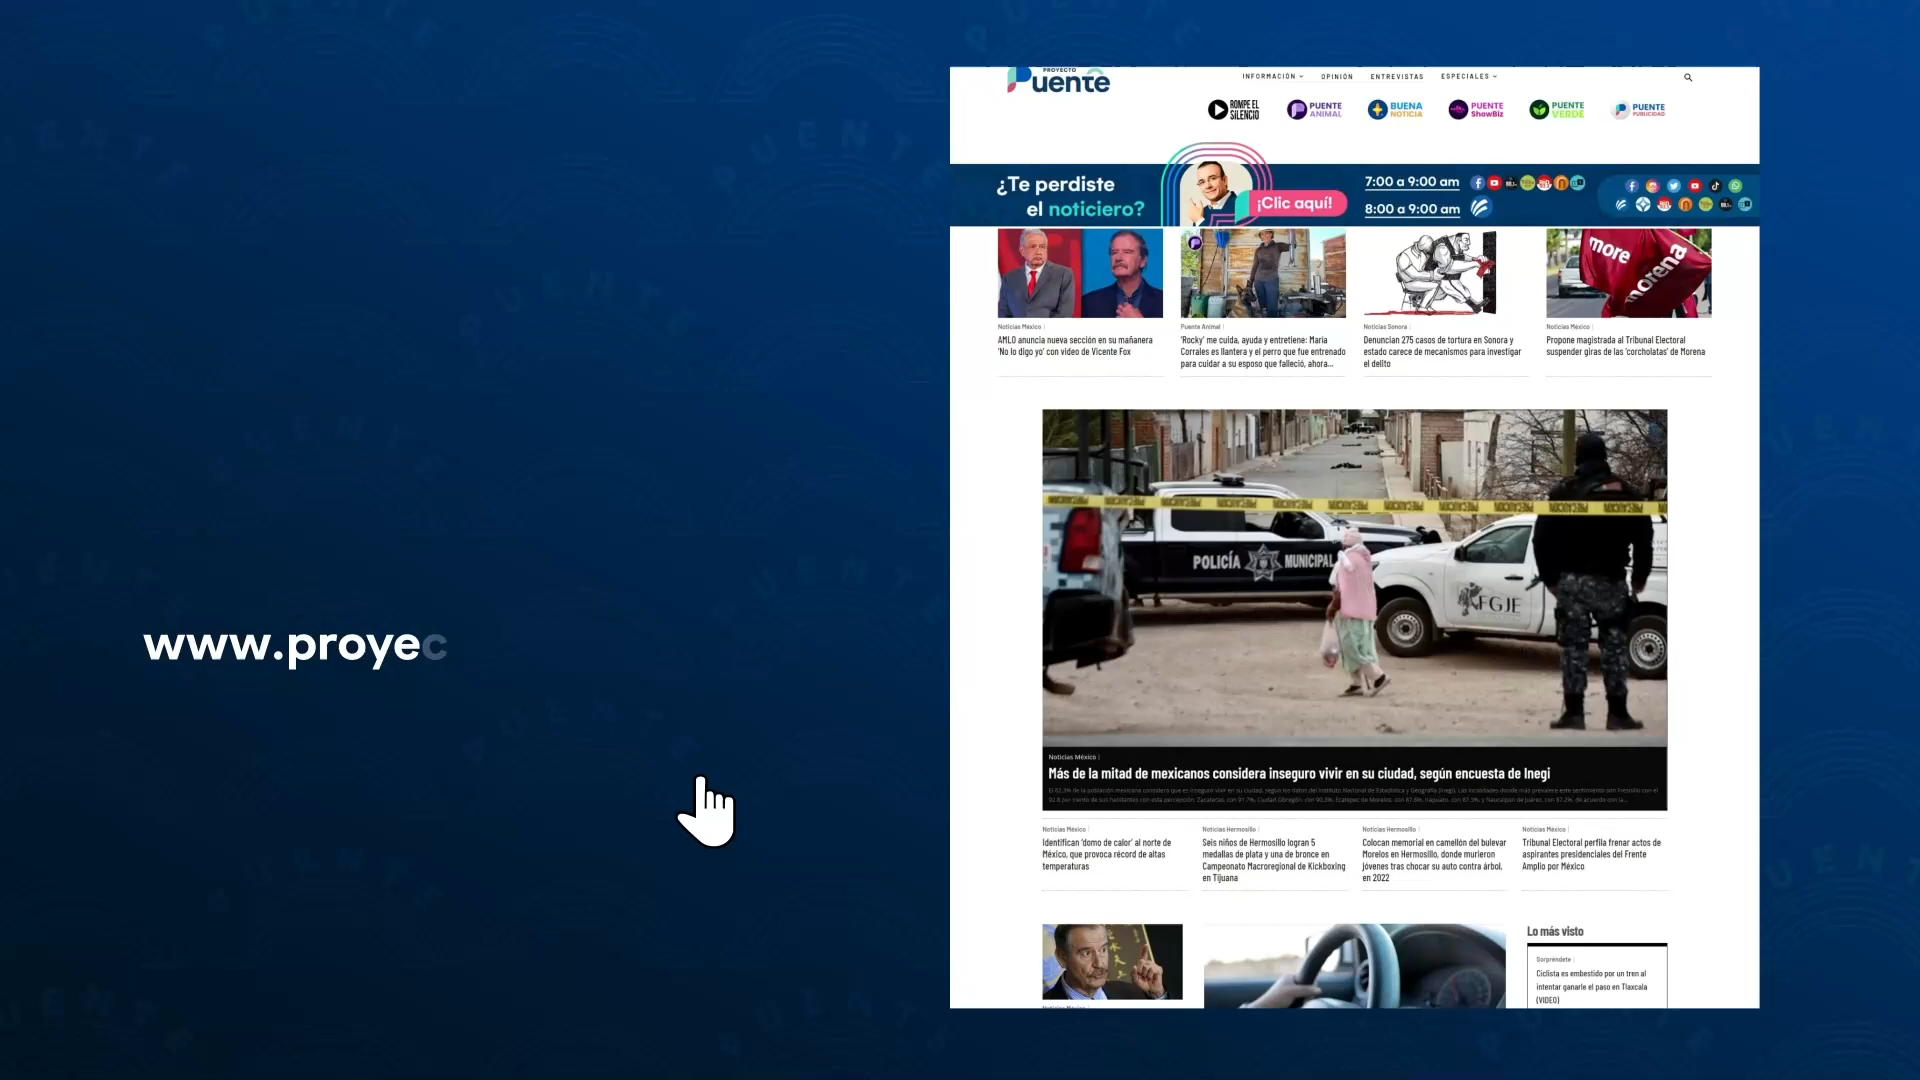 www.proyec
PROYECTO
Puente
INFORMACIÓN
OPINIÓN
ENTREVISTAS
ESPECIALES
ROMPE EL
SILENCIO
PUENTE
ANIMAL
BUENA
NOTICIA
PUENTE
ShowBiz
PUENTE
VERDE
PUENTE
PUBLICIDAD
¿Te perdiste
el noticiero?
¡Clic aquí!
7:00 a 9:00 am
8:00 a 9:00 am
more
morena
Noticias México |
AMLO anuncia nueva sección en su mañanera
'No lo digo yo' con video de Vicente Fox
Puente Animal |
'Rocky' me cuida, ayuda y entretiene: María
Corrales es llantera y el perro que fue entrenado
para cuidar a su esposo que falleció, ahora...
Noticias Sonora |
Denuncian 275 casos de tortura en Sonora y
estado carece de mecanismos para investigar
el delito
Noticias México |
Propone magistrada al Tribunal Electoral
suspender giras de las 'corcholatas' de Morena
POLICÍA MUNICIPAL
FGJE
Noticias México |
Más de la mitad de mexicanos considera inseguro vivir en su ciudad, según encuesta de Inegi
Noticias México |
Identifican 'domo de calor' al norte de
México, que provoca récord de altas
temperaturas
Noticias Hermosillo |
Seis niños de Hermosillo logran 5
medallas de plata y una de bronce en
Campeonato Macroregional de Kickboxing
en Tijuana
Noticias Hermosillo |
Colocan memorial en camellón del bulevar
Morelos en Hermosillo, donde murieron
jóvenes tras chocar su auto contra árbol,
en 2022
Noticias México |
Tribunal Electoral perfila frenar actos de
aspirantes presidenciales del Frente
Amplio por México
Lo más visto
Sorpréndete |
Ciclista es embestido por un tren al
intentar ganarle el paso en Tlaxcala
(VIDEO)